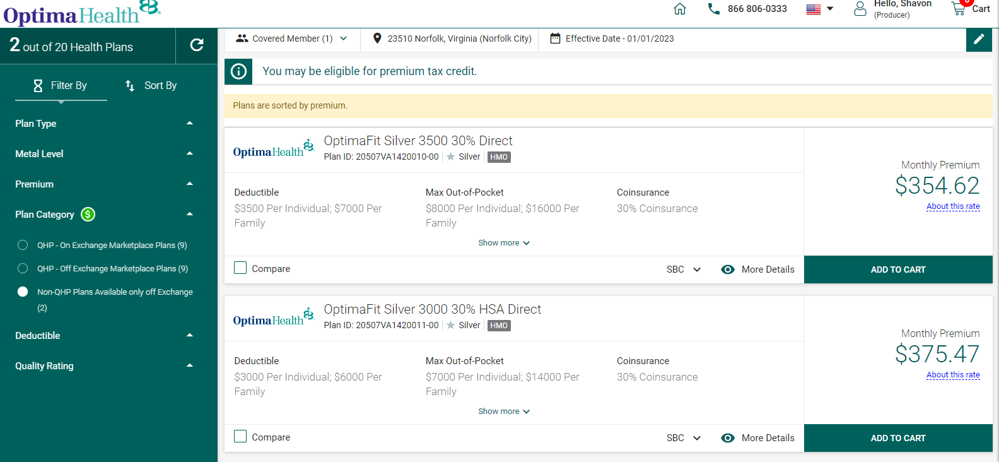 OptimaHealth
866 806-0333
Hello, Shavon
(Producer)
0
Cart
2 out of 20 Health Plans
Covered Member (1)
23510 Norfolk, Virginia (Norfolk City)
Effective Date - 01/01/2023
You may be eligible for premium tax credit.
Filter By
Sort By
Plans are sorted by premium.
Plan Type
Metal Level
Premium
Plan Category
$
QHP - On Exchange Marketplace Plans (9)
QHP - Off Exchange Marketplace Plans (9)
Non-QHP Plans Available only off Exchange
(2)
Deductible
Quality Rating
OptimaHealth
OptimaFit Silver 3500 30% Direct
Plan ID: 20507VA1420010-00
Silver
HMO
Deductible
$3500 Per Individual; $7000 Per
Family
Max Out-of-Pocket
$8000 Per Individual; $16000 Per
Family
Coinsurance
30% Coinsurance
Show more
Monthly Premium
$354.62
About this rate
Compare
SBC
More Details
ADD TO CART
OptimaHealth
OptimaFit Silver 3000 30% HSA Direct
Plan ID: 20507VA1420011-00
Silver
HMO
Deductible
$3000 Per Individual; $6000 Per
Family
Max Out-of-Pocket
$7000 Per Individual; $14000 Per
Family
Coinsurance
30% Coinsurance
Show more
Monthly Premium
$375.47
About this rate
Compare
SBC
More Details
ADD TO CART